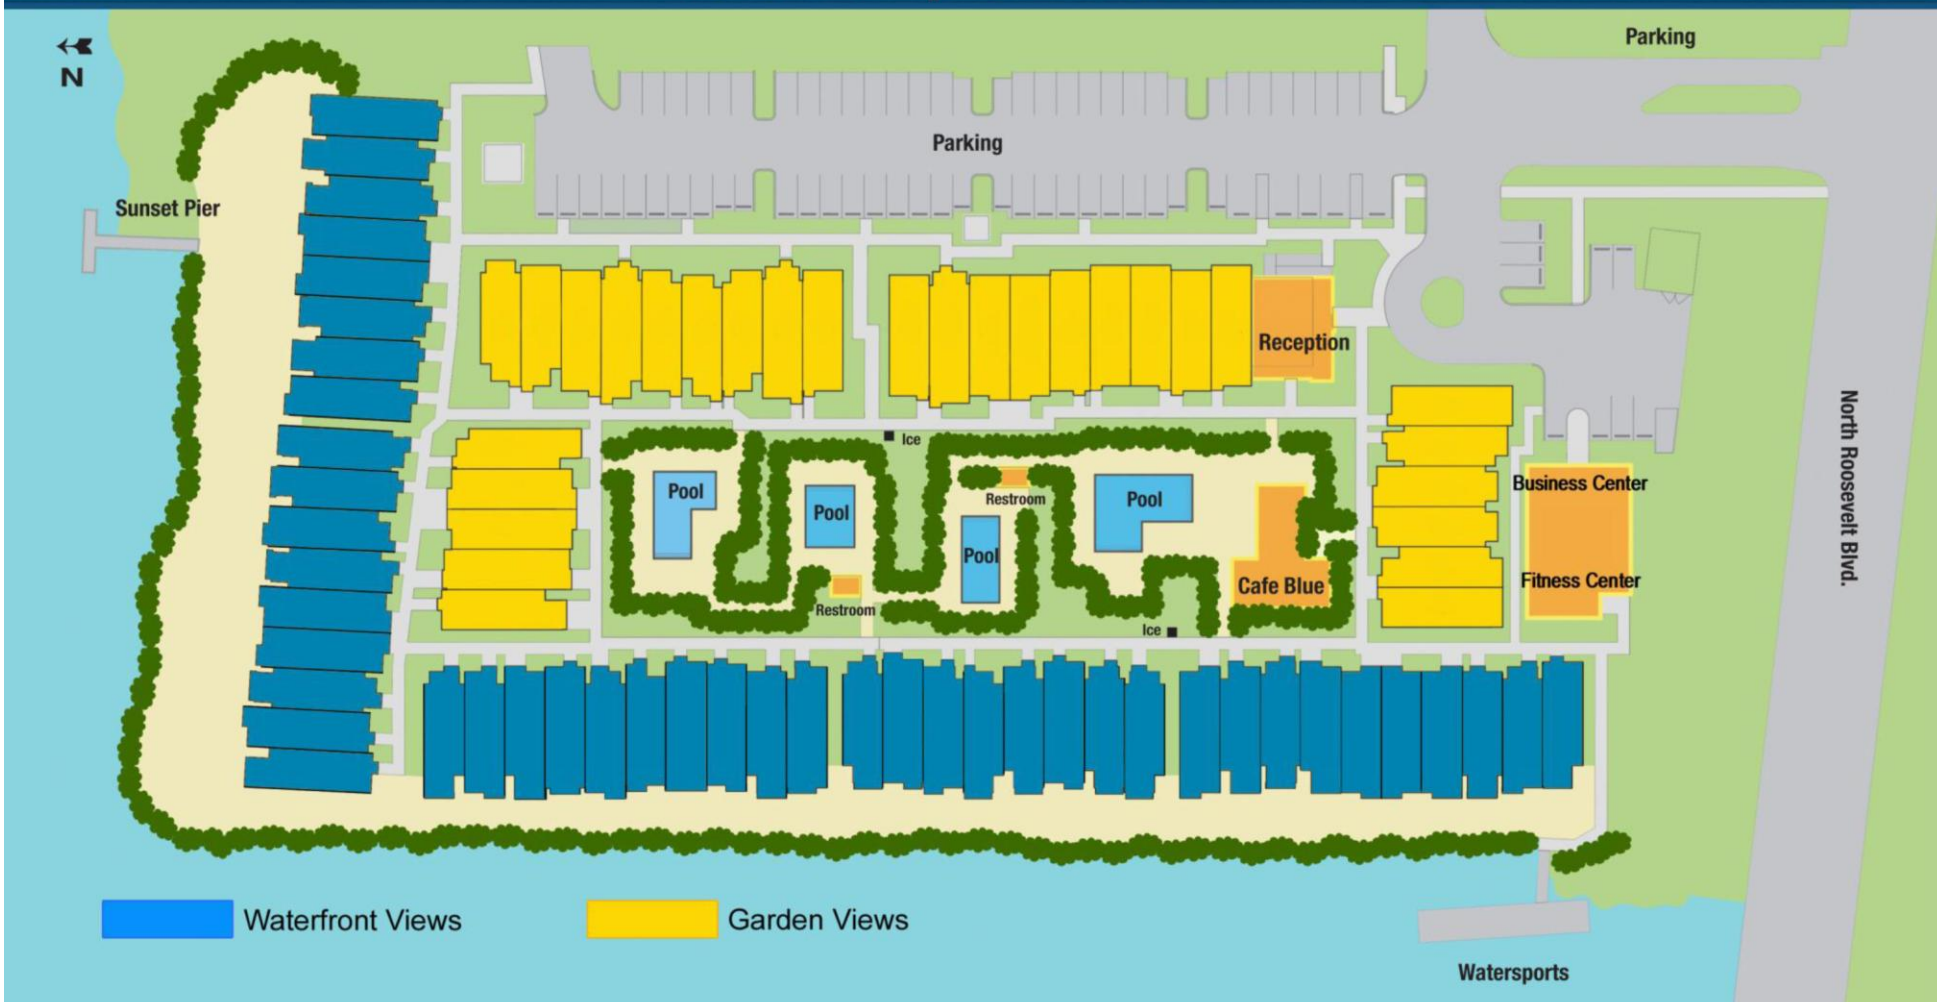 Parking
N
Parking
Sunset Pier
Reception
Ice
Pool
Pool
Restroom
Pool
Pool
Business Center
North Roosevelt Blvd.
Cafe Blue
Fitness Center
Restroom
Ice
Waterfront Views
Garden Views
Watersports